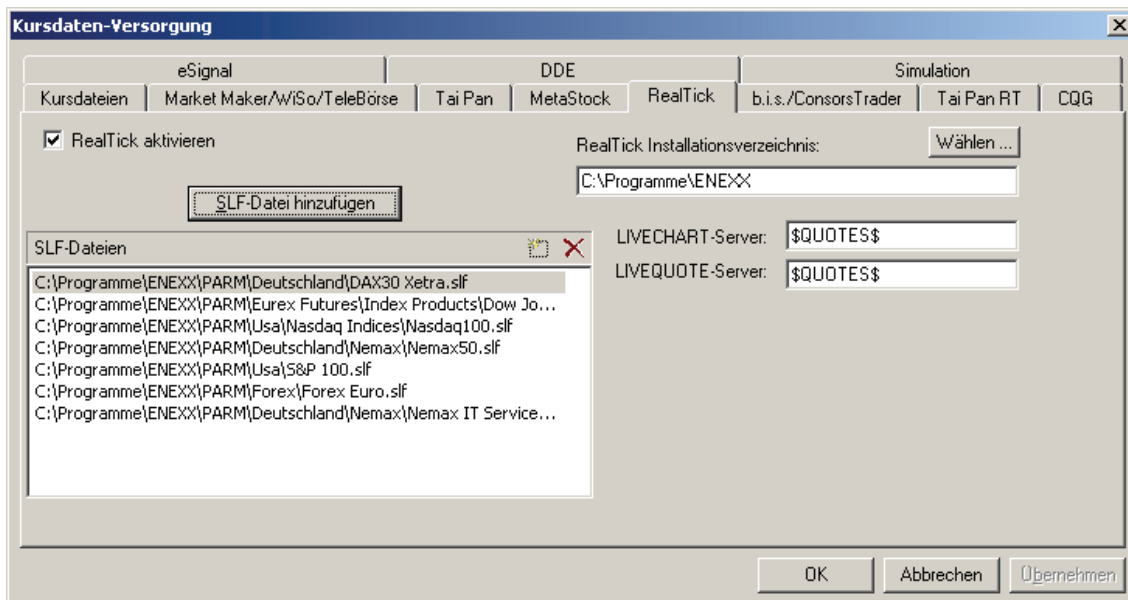 Kursdaten-Versorgung
eSignal DDE Simulation
Kursdateien Market Maker/WiSo/TeleBörse Tai Pan MetaStock RealTick b.i.s./ConsorsTrader Tai Pan RT CQG
RealTick aktivieren
RealTick Installationsverzeichnis: Wählen ...
C:\Programme\ENEXX
SLF-Datei hinzufügen
LIVECHART-Server: $QUOTES$
LIVEQUOTE-Server: $QUOTES$
SLF-Dateien
C:\Programme\ENEXX\PARM\Deutschland\DAX30 Xetra.slf
C:\Programme\ENEXX\PARM\Eurex Futures\Index Products\Dow Jo...
C:\Programme\ENEXX\PARM\Usa\Nasdaq Indices\Nasdaq100.slf
C:\Programme\ENEXX\PARM\Deutschland\Nemax\Nemax50.slf
C:\Programme\ENEXX\PARM\Usa\S&P 100.slf
C:\Programme\ENEXX\PARM\Forex\Forex Euro.slf
C:\Programme\ENEXX\PARM\Deutschland\Nemax\Nemax IT Service...
OK Abbrechen Übernehmen